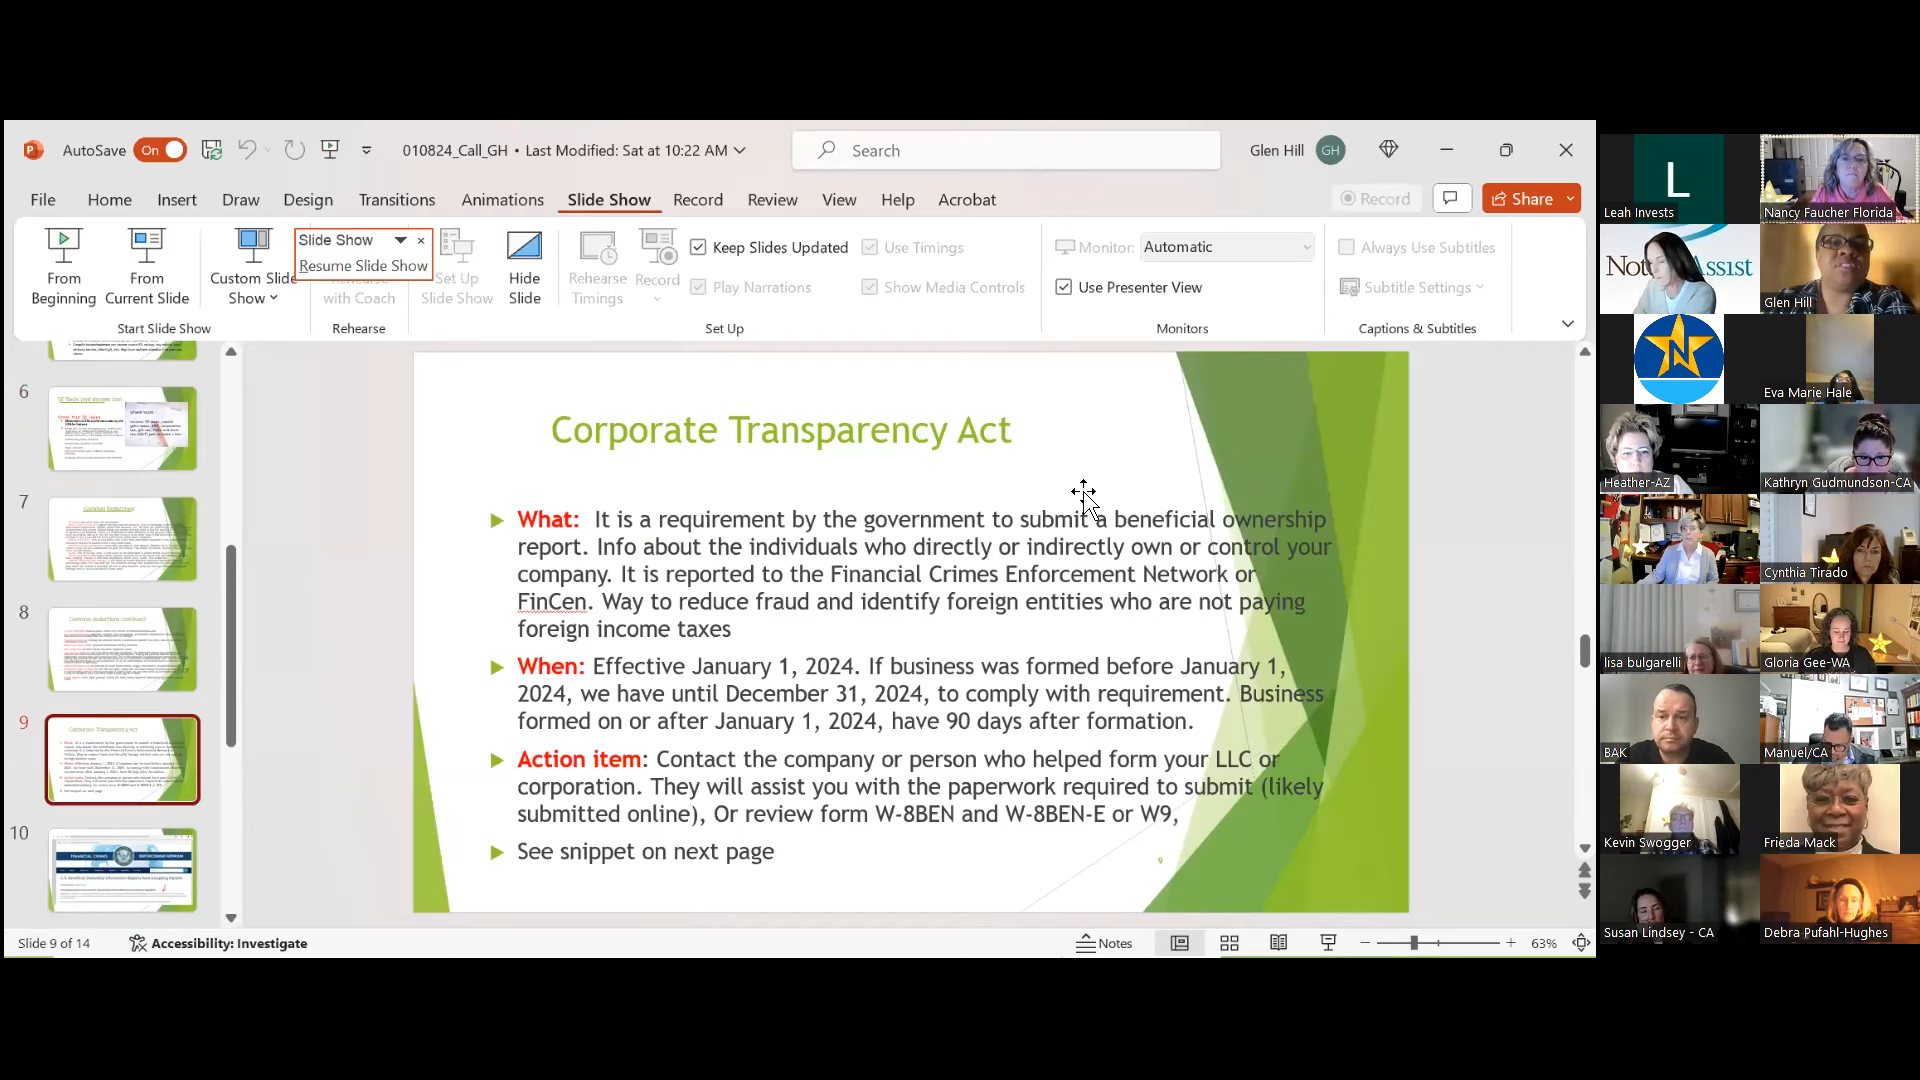 AutoSave On
010824_Call_GH • Last Modified: Sat at 10:22 AM
Search
Glen Hill GH
File Home Insert Draw Design Transitions Animations Slide Show Record Review View Help Acrobat
Record
Share
From Beginning
From Current Slide
Custom Slide Show
Slide Show
Resume Slide Show
with Coach
Set Up Slide Show
Hide Slide
Rehearse Timings
Record
Keep Slides Updated
Play Narrations
Use Timings
Show Media Controls
Monitor: Automatic
Use Presenter View
Always Use Subtitles
Subtitle Settings
Start Slide Show
Rehearse
Set Up
Monitors
Captions & Subtitles
6
7
8
9
10
Corporate Transparency Act
What: It is a requirement by the government to submit a beneficial ownership
report. Info about the individuals who directly or indirectly own or control your
company. It is reported to the Financial Crimes Enforcement Network or
FinCen. Way to reduce fraud and identify foreign entities who are not paying
foreign income taxes
When: Effective January 1, 2024. If business was formed before January 1,
2024, we have until December 31, 2024, to comply with requirement. Business
formed on or after January 1, 2024, have 90 days after formation.
Action item: Contact the company or person who helped form your LLC or
corporation. They will assist you with the paperwork required to submit (likely
submitted online), Or review form W-8BEN and W-8BEN-E or W9,
See snippet on next page
9
Slide 9 of 14
Accessibility: Investigate
Notes
63%
L
Leah Invests
Nancy Faucher Florida
Assist
Glen Hill
N
Eva Marie Hale
Heather-AZ
Kathryn Gudmundson-CA
Cynthia Tirado
lisa bulgarelli
Gloria Gee-WA
BAK
Manuel/CA
Kevin Swogger
Frieda Mack
Susan Lindsey - CA
Debra Pufahl-Hughes